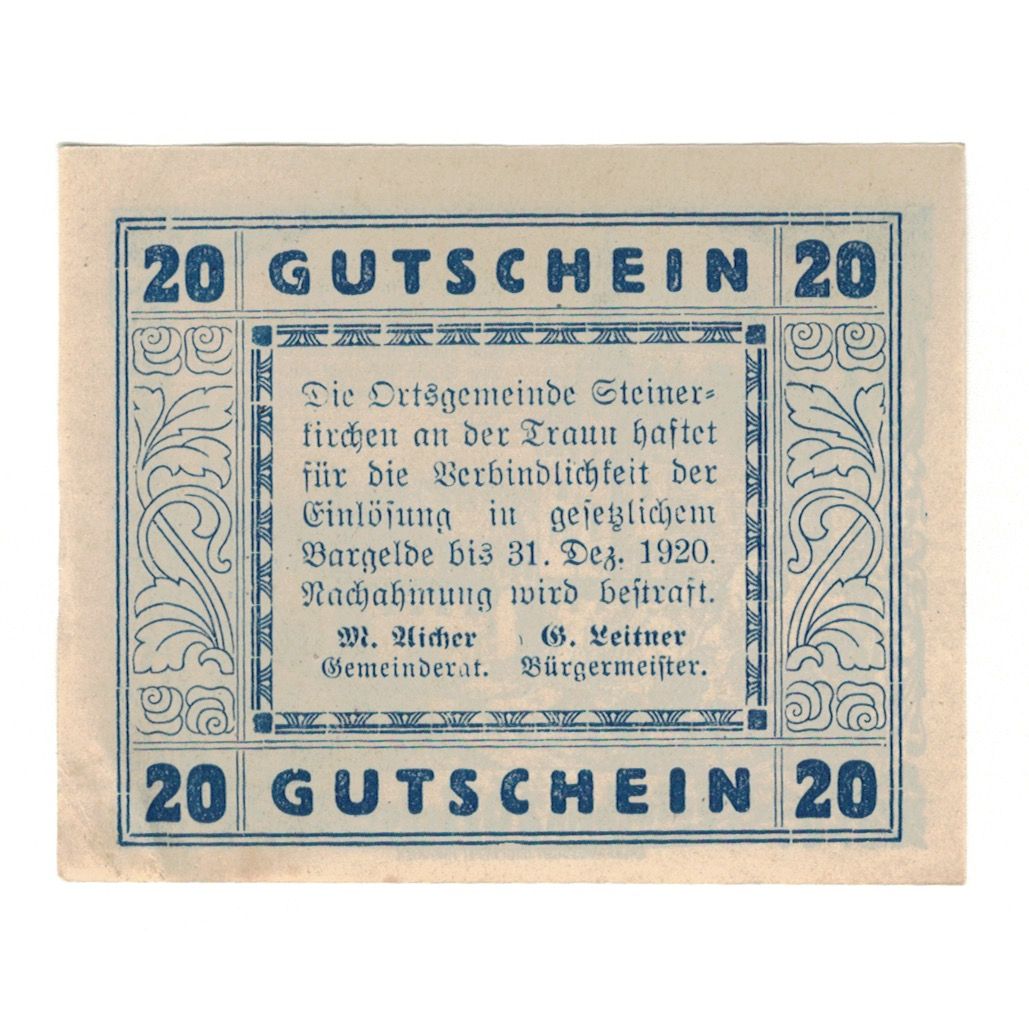 20 GUTSCHEIN 20
Die Ortsgemeinde Steiner=
kirchen an der Traun haftet
für die Verbindlichkeit der
Einlösung in gesetzlichem
Bargelde bis 31. Dez. 1920.
Nachahmung wird bestraft.
M. Aicher G. Leitner
Gemeinderat. Bürgermeister.
20 GUTSCHEIN 20